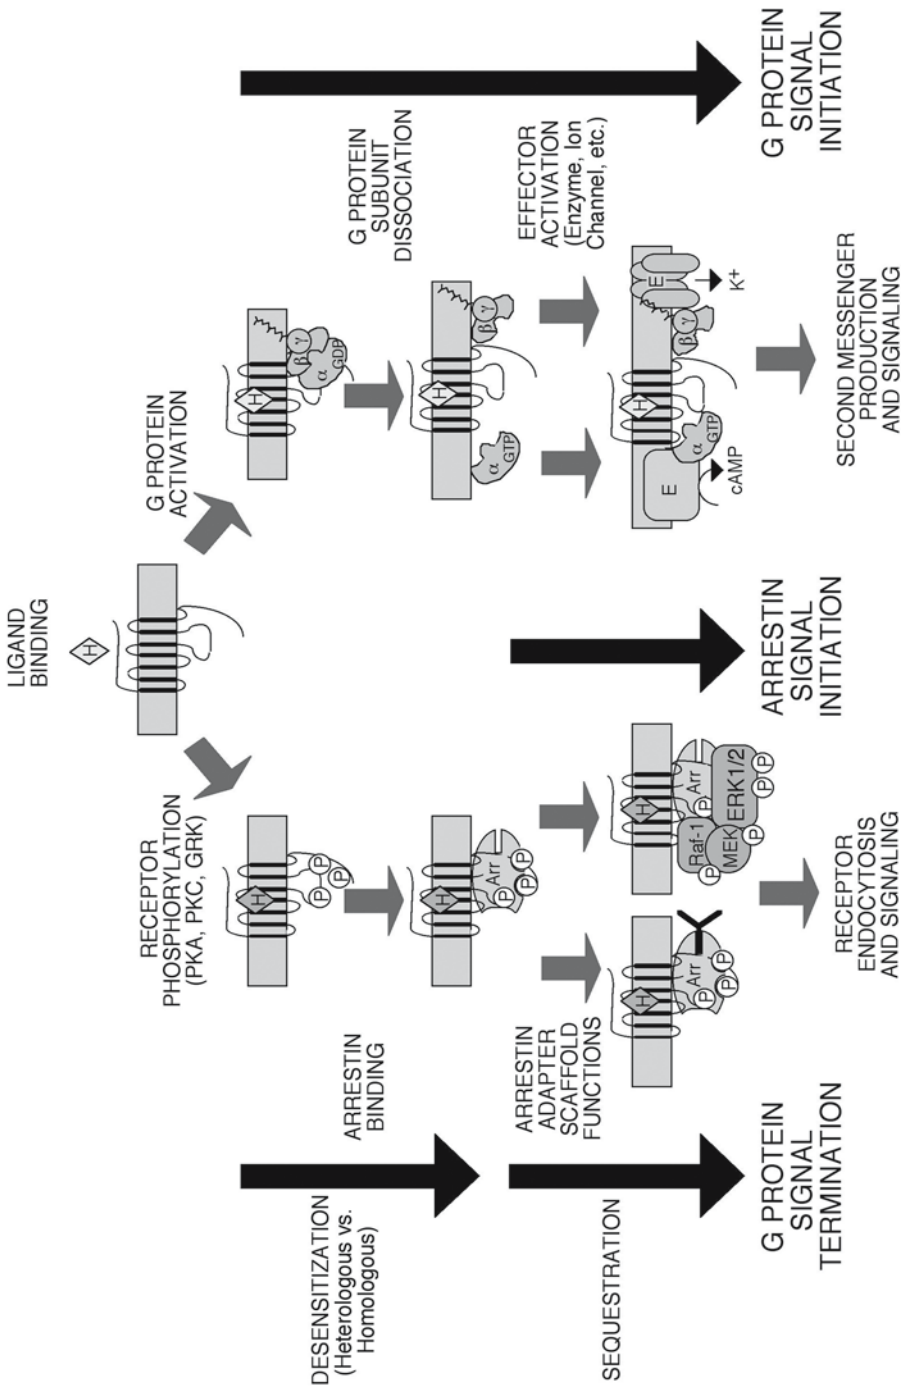 LIGAND
BINDING
H
RECEPTOR
PHOSPHORYLATION
(PKA, PKC, GRK)
G PROTEIN
ACTIVATION
H
P
P
P
P
H
β γ
α
GDP
DESENSITIZATION
(Heterologous vs.
Homologous)
ARRESTIN
BINDING
H
Arr
P
P
P
P
H
α
GTP
β γ
G PROTEIN
SUBUNIT
DISSOCIATION
SEQUESTRATION
ARRESTIN
ADAPTER
SCAFFOLD
FUNCTIONS
H
Arr
P
P
P
P
H
Arr
P
Raf-1
P
MEK
P
ERK1/2
P
P
H
E
α
GTP
cAMP
β γ
E
K+
EFFECTOR
ACTIVATION
(Enzyme, Ion
Channel, etc.)
G PROTEIN
SIGNAL
TERMINATION
RECEPTOR
ENDOCYTOSIS
AND SIGNALING
ARRESTIN
SIGNAL
INITIATION
SECOND MESSENGER
PRODUCTION
AND SIGNALING
G PROTEIN
SIGNAL
INITIATION